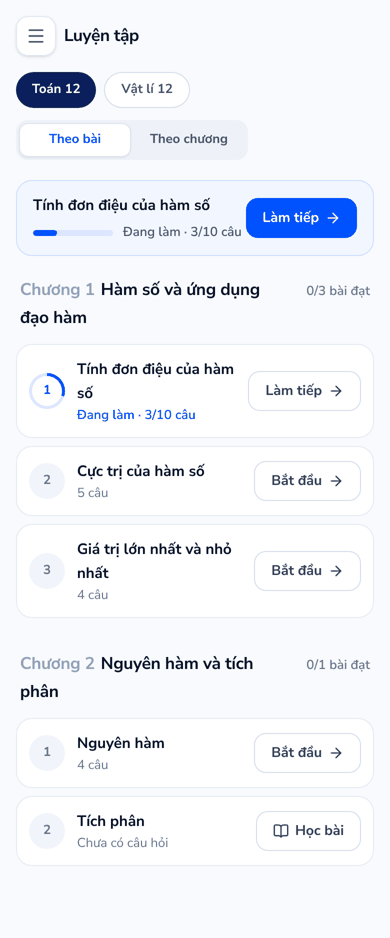 Luyện tập
Toán 12
Vật lí 12
Theo bài
Theo chương
Tính đơn điệu của hàm số
Đang làm · 3/10 câu
Làm tiếp →
Chương 1 Hàm số và ứng dụng
đạo hàm
0/3 bài đạt
1
Tính đơn điệu của hàm
số
Đang làm · 3/10 câu
Làm tiếp →
2
Cực trị của hàm số
5 câu
Bắt đầu →
3
Giá trị lớn nhất và nhỏ
nhất
4 câu
Bắt đầu →
Chương 2 Nguyên hàm và tích
phân
0/1 bài đạt
1
Nguyên hàm
4 câu
Bắt đầu →
2
Tích phân
Chưa có câu hỏi
Học bài